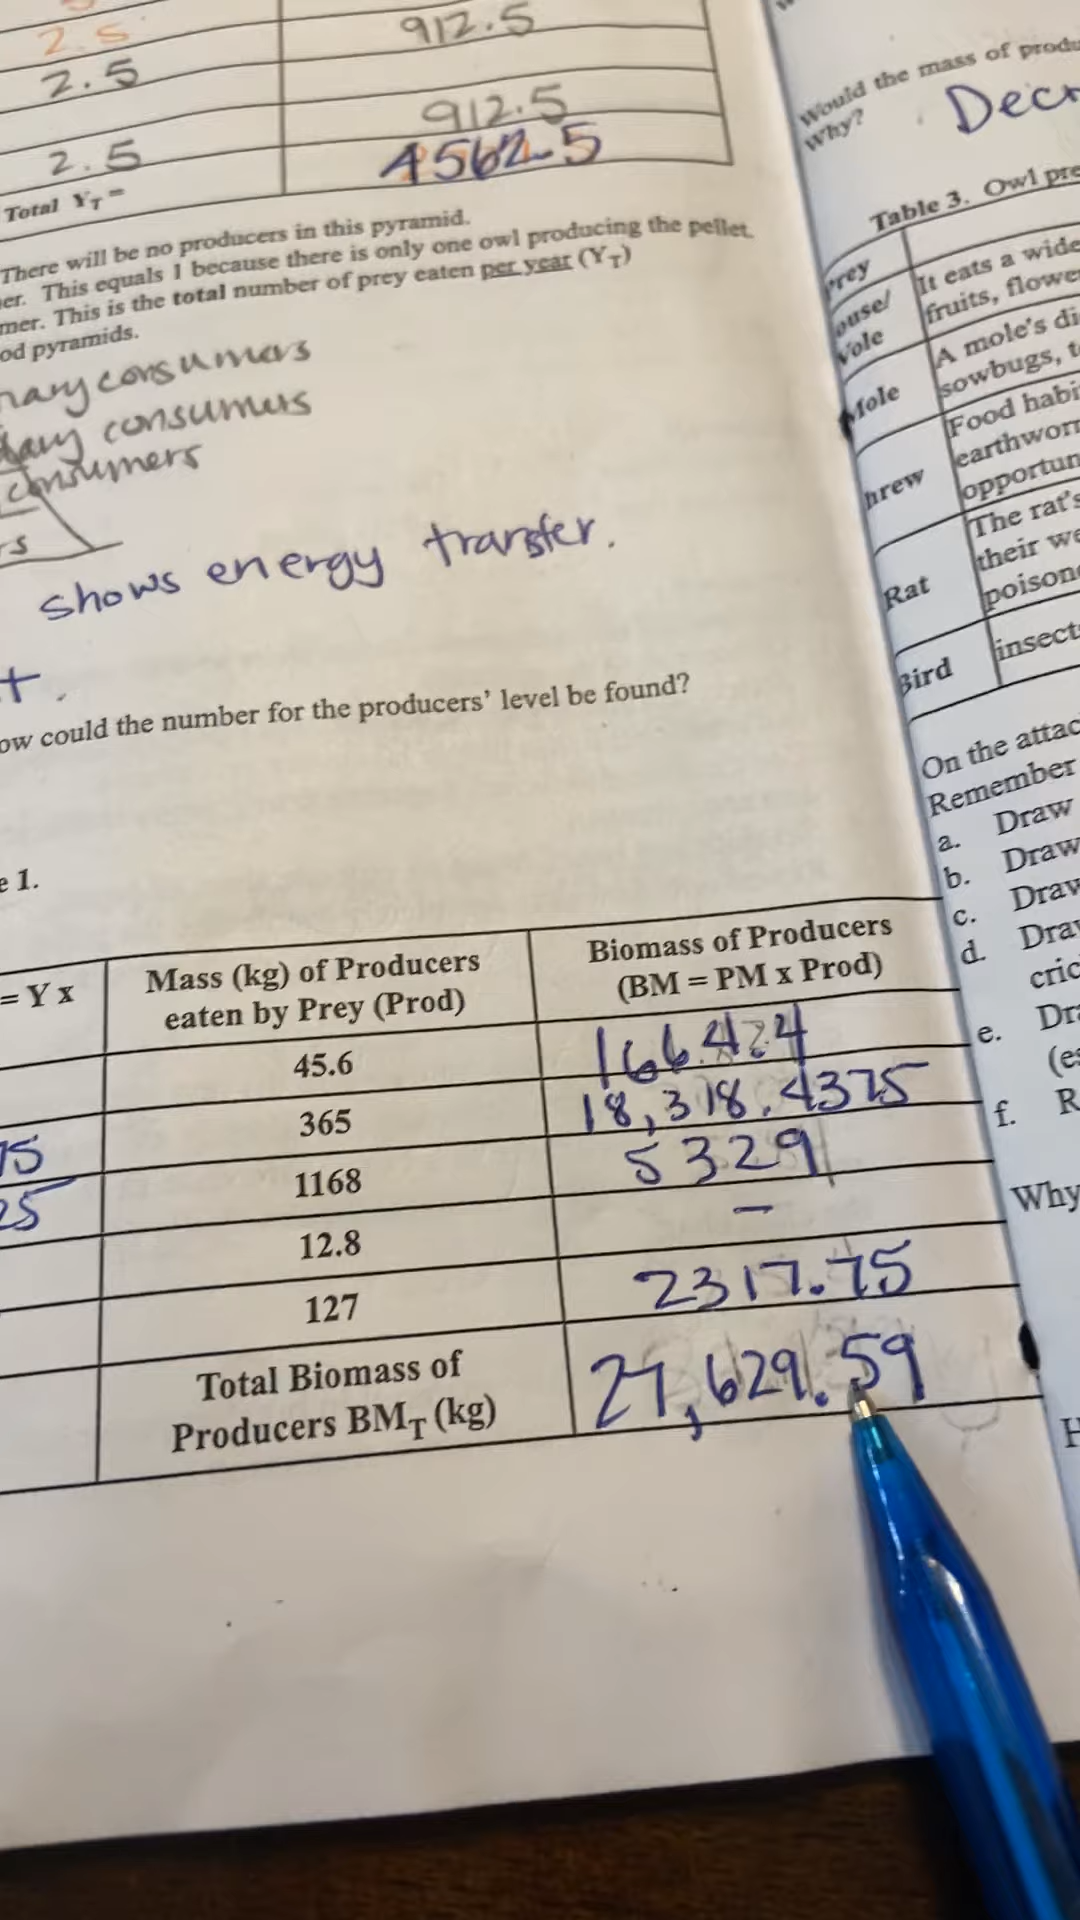 2.5
912.5
2.5
912.5
2.5
4562.5
Total YT =
There will be no producers in this pyramid.
er. This equals 1 because there is only one owl producing the pellet.
mer. This is the total number of prey eaten per year (YT)
od pyramids.
consumers
consumers
consumers
shows energy transfer.
ow could the number for the producers' level be found?
e 1.
= Y x
Mass (kg) of Producers
eaten by Prey (Prod)
Biomass of Producers
(BM = PM x Prod)
45.6
365
18,318.4375
75
1168
5329
25
12.8
–
127
2317.75
Total Biomass of
Producers BMT (kg)
27,629.59
Would the mass of produ
Why?
Decr
Table 3. Owl pre
rey
ouse/
Vole
It eats a wide
fruits, flowe
Mole
A mole's di
sowbugs, t
hrew
Food habi
earthworm
opportun
Rat
The rat's
their we
poison
Bird
insect
On the attac
Remember
a. Draw
b. Draw
c. Draw
d. Draw
cric
e. Dra
(es
f. R
Why
H